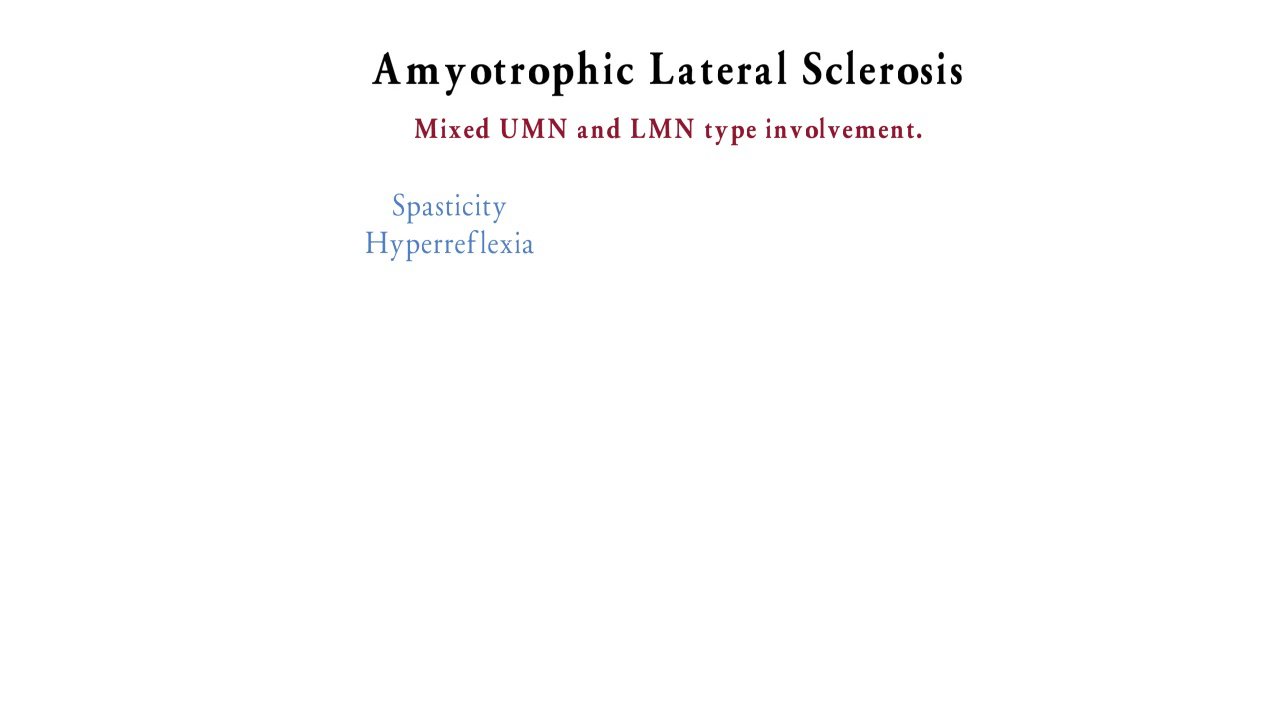 Amyotrophic Lateral Sclerosis
Mixed UMN and LMN type involvement.
Spasticity
Hyperreflexia